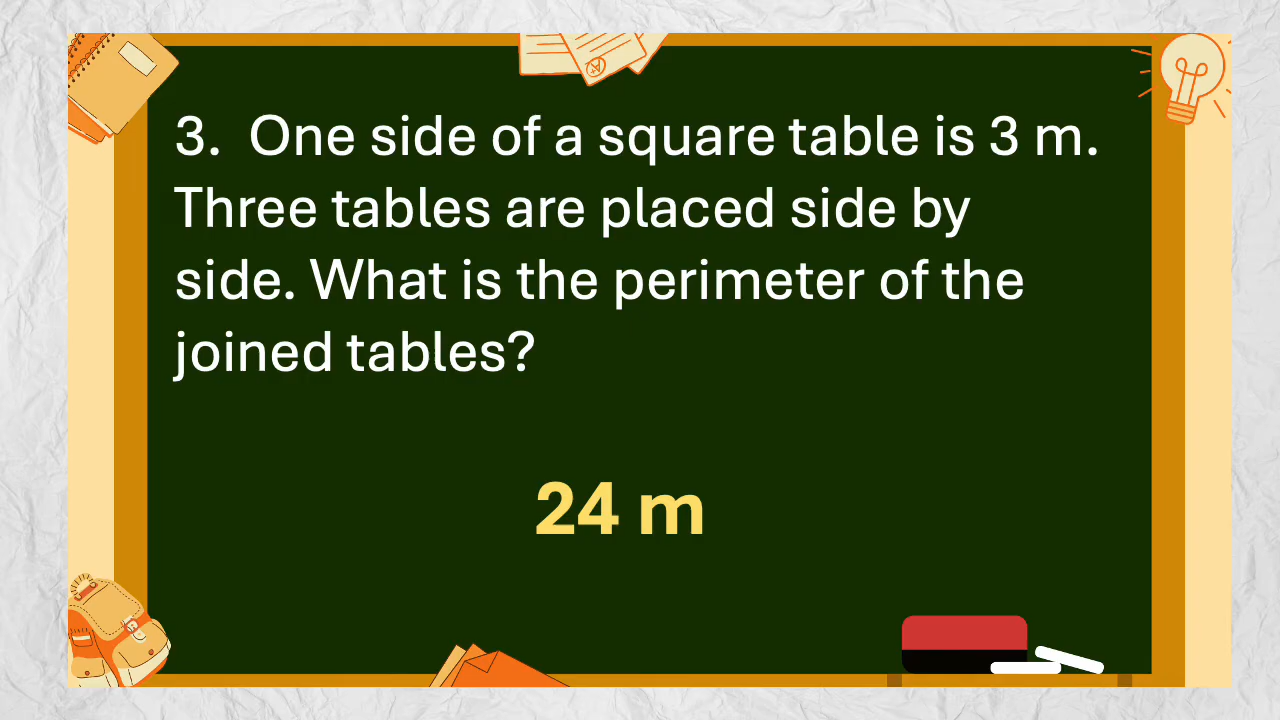 3. One side of a square table is 3 m.
Three tables are placed side by
side. What is the perimeter of the
joined tables?
24 m